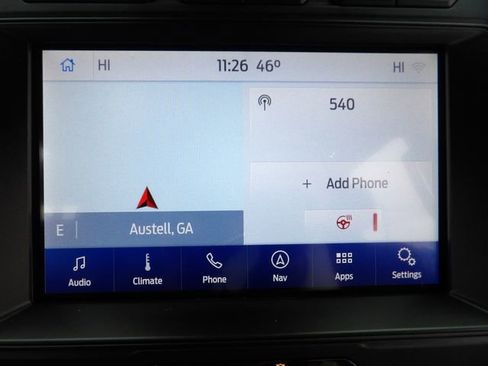 HI 11:26 46° HI
540
+ Add Phone
E Austell, GA
Audio Climate Phone Nav Apps Settings